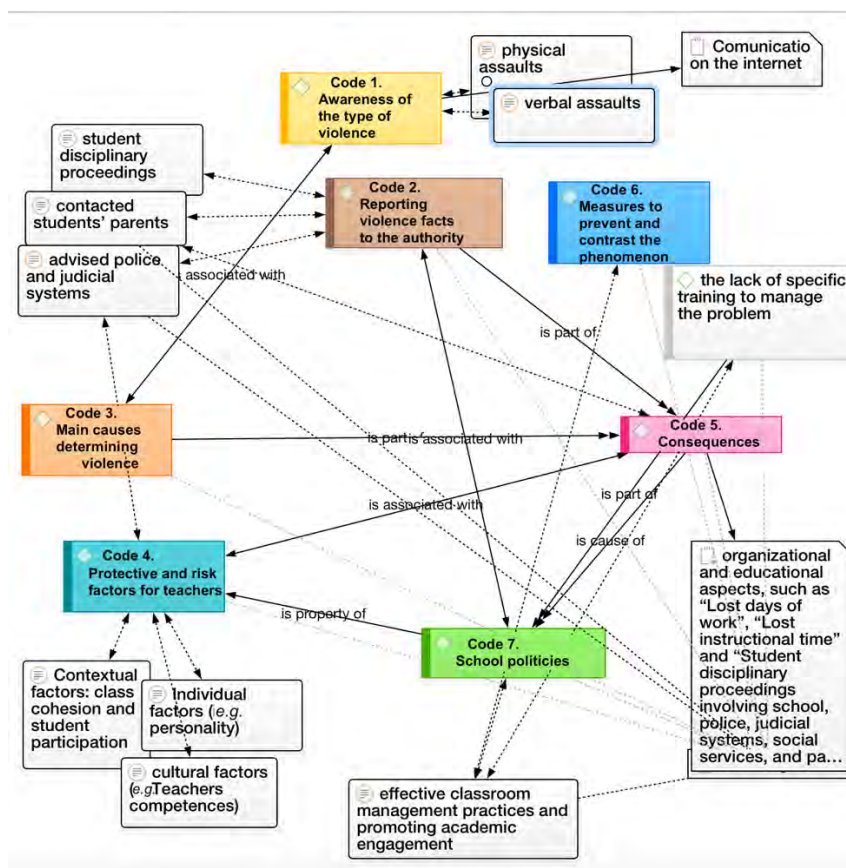 physical
assaults
Comunicatio
on the internet
Code 1.
Awareness of
the type of
violence
verbal assaults
student
disciplinary
proceedings
contacted
students' parents
advised police
and judicial
systems
Code 2.
Reporting
violence facts
to the authority
Code 6.
Measures to
prevent and
contrast the
phenomenon
the lack of specific
training to manage
the problem
associated with
is part of
Code 3.
Main causes
determining
violence
is part
is associated with
Code 5.
Consequences
is part of
is associated with
is cause of
Code 4.
Protective and risk
factors for teachers
is property of
Code 7.
School politicies
organizational
and educational
aspects, such as
“Lost days of
work”, “Lost
instructional time”
and “Student
disciplinary
proceedings
involving school,
police, judicial
systems, social
services, and pa...
Contextual
factors: class
cohesion and
student
participation
Individual
factors (i.e.g.
personality)
cultural factors
(e.g.Teachers
competences)
effective classroom
management practices and
promoting academic
engagement